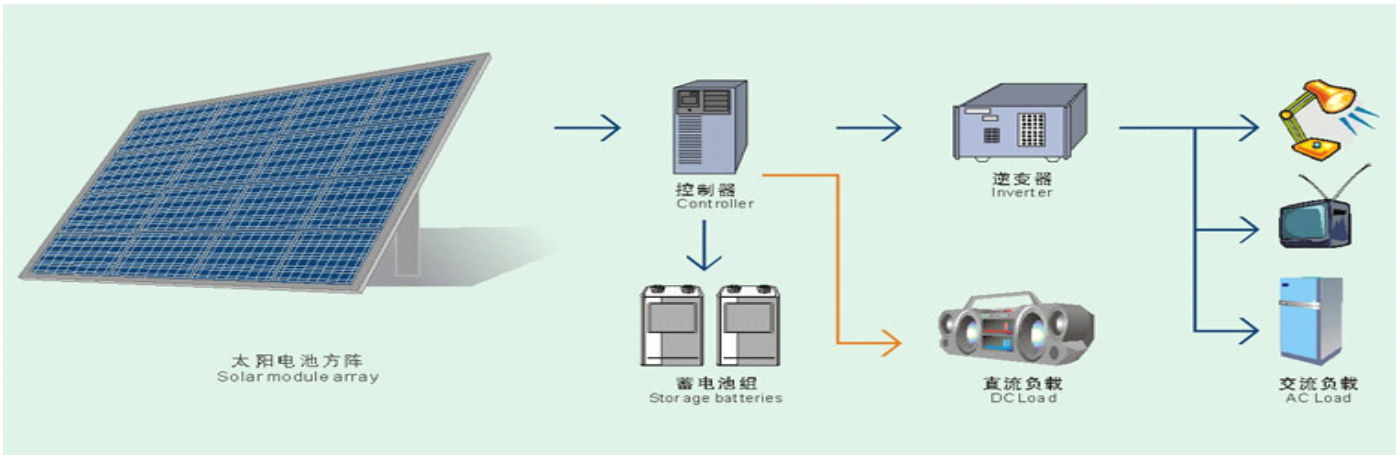 太阳电池方阵
Solar module array
控制器
Controller
蓄电池组
Storage batteries
逆变器
Inverter
直流负载
DC Load
交流负载
AC Load